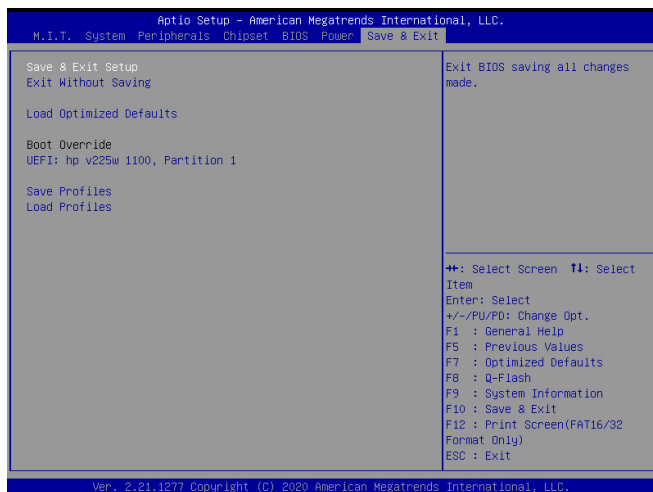 Aptio Setup – American Megatrends International, LLC.
M.I.T. System Peripherals Chipset BIOS Power Save & Exit
Save & Exit Setup
Exit Without Saving
Load Optimized Defaults
Boot Override
UEFI: hp v225w 1100, Partition 1
Save Profiles
Load Profiles
Exit BIOS saving all changes
made.
→←: Select Screen ↑↓: Select
Item
Enter: Select
+/-/PU/PD: Change Opt.
F1 : General Help
F5 : Previous Values
F7 : Optimized Defaults
F8 : Q-Flash
F9 : System Information
F10 : Save & Exit
F12 : Print Screen(FAT16/32
Format Only)
ESC : Exit
Ver. 2.21.1277 Copyright (C) 2020 American Megatrends International, LLC.